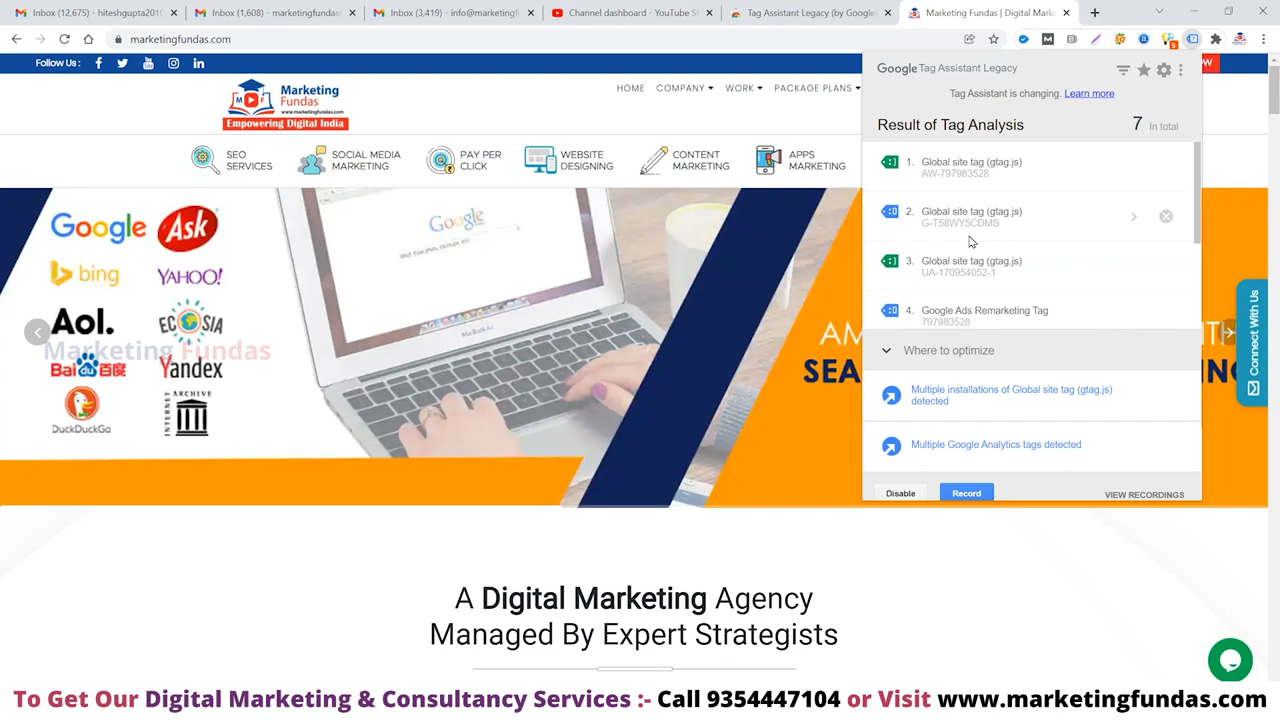 Inbox (12,675) - hiteshgupta2010
Inbox (1,608) - marketingfundas
Inbox (3,419) - info@marketingf
Channel dashboard - YouTube S
Tag Assistant Legacy (by Google)
Marketing Fundas | Digital Mark
marketingfundas.com
5
Follow Us :
Google Tag Assistant Legacy
Tag Assistant is changing. Learn more
Marketing
Fundas
www.marketingfundas.com
Empowering Digital India
HOME COMPANY WORK PACKAGE PLANS
Result of Tag Analysis 7 In total
SEO
SERVICES
SOCIAL MEDIA
MARKETING
PAY PER
CLICK
WEBSITE
DESIGNING
CONTENT
MARKETING
APPS
MARKETING
1. Global site tag (gtag.js)
AW-797983528
2. Global site tag (gtag.js)
G-T58WY5CDMS
3. Global site tag (gtag.js)
UA-170954052-1
4. Google Ads Remarketing Tag
797983528
Where to optimize
Multiple installations of Global site tag (gtag.js)
detected
Multiple Google Analytics tags detected
Disable Record VIEW RECORDINGS
Google Ask
bing YAHOO!
Aol. ECOSIA
Baidu百度 Yandex
DuckDuckGo INTERNET ARCHIVE
Google
MacBook Air
Marketing Fundas
Connect With Us
A Digital Marketing Agency
Managed By Expert Strategists
To Get Our Digital Marketing & Consultancy Services :- Call 9354447104 or Visit www.marketingfundas.com